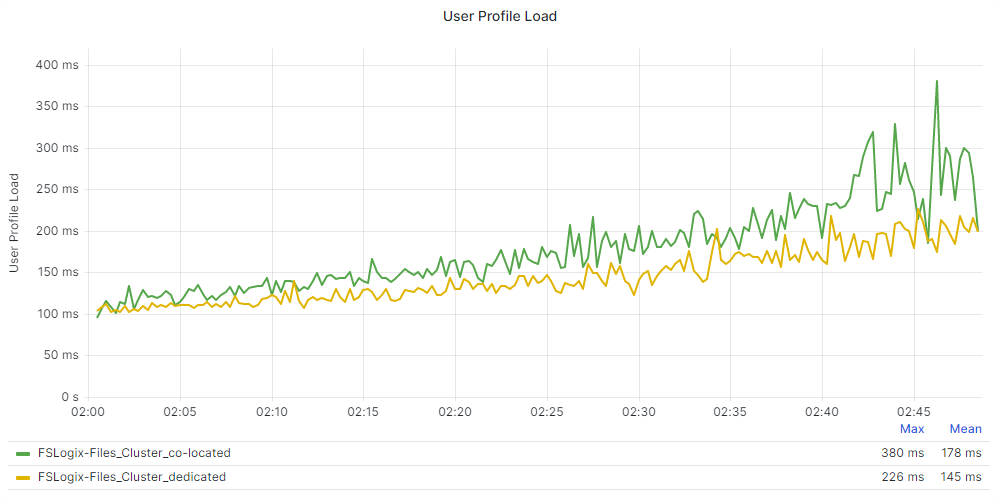 User Profile Load
User Profile Load
400 ms
350 ms
300 ms
250 ms
200 ms
150 ms
100 ms
50 ms
0 s
02:00 02:05 02:10 02:15 02:20 02:25 02:30 02:35 02:40 02:45
Max Mean
FSLogix-Files_Cluster_co-located 380 ms 178 ms
FSLogix-Files_Cluster_dedicated 226 ms 145 ms